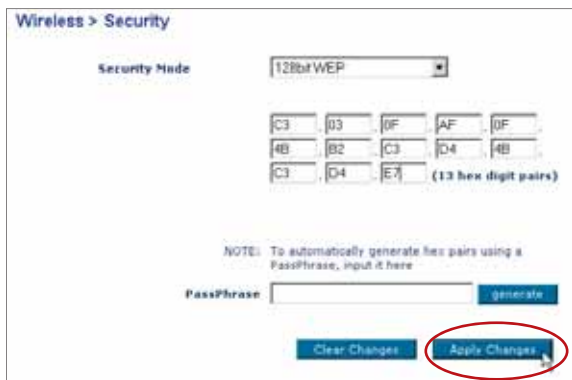 Wireless > Security
Security Mode 128bit WEP
C3 . 03 . 0F . AF . 0F .
4B . B2 . C3 . D4 . 4B .
C3 . D4 . E7 (13 hex digit pairs)
NOTE: To automatically generate hex pairs using a
PassPhrase, input it here
PassPhrase generate
Clear Changes Apply Changes